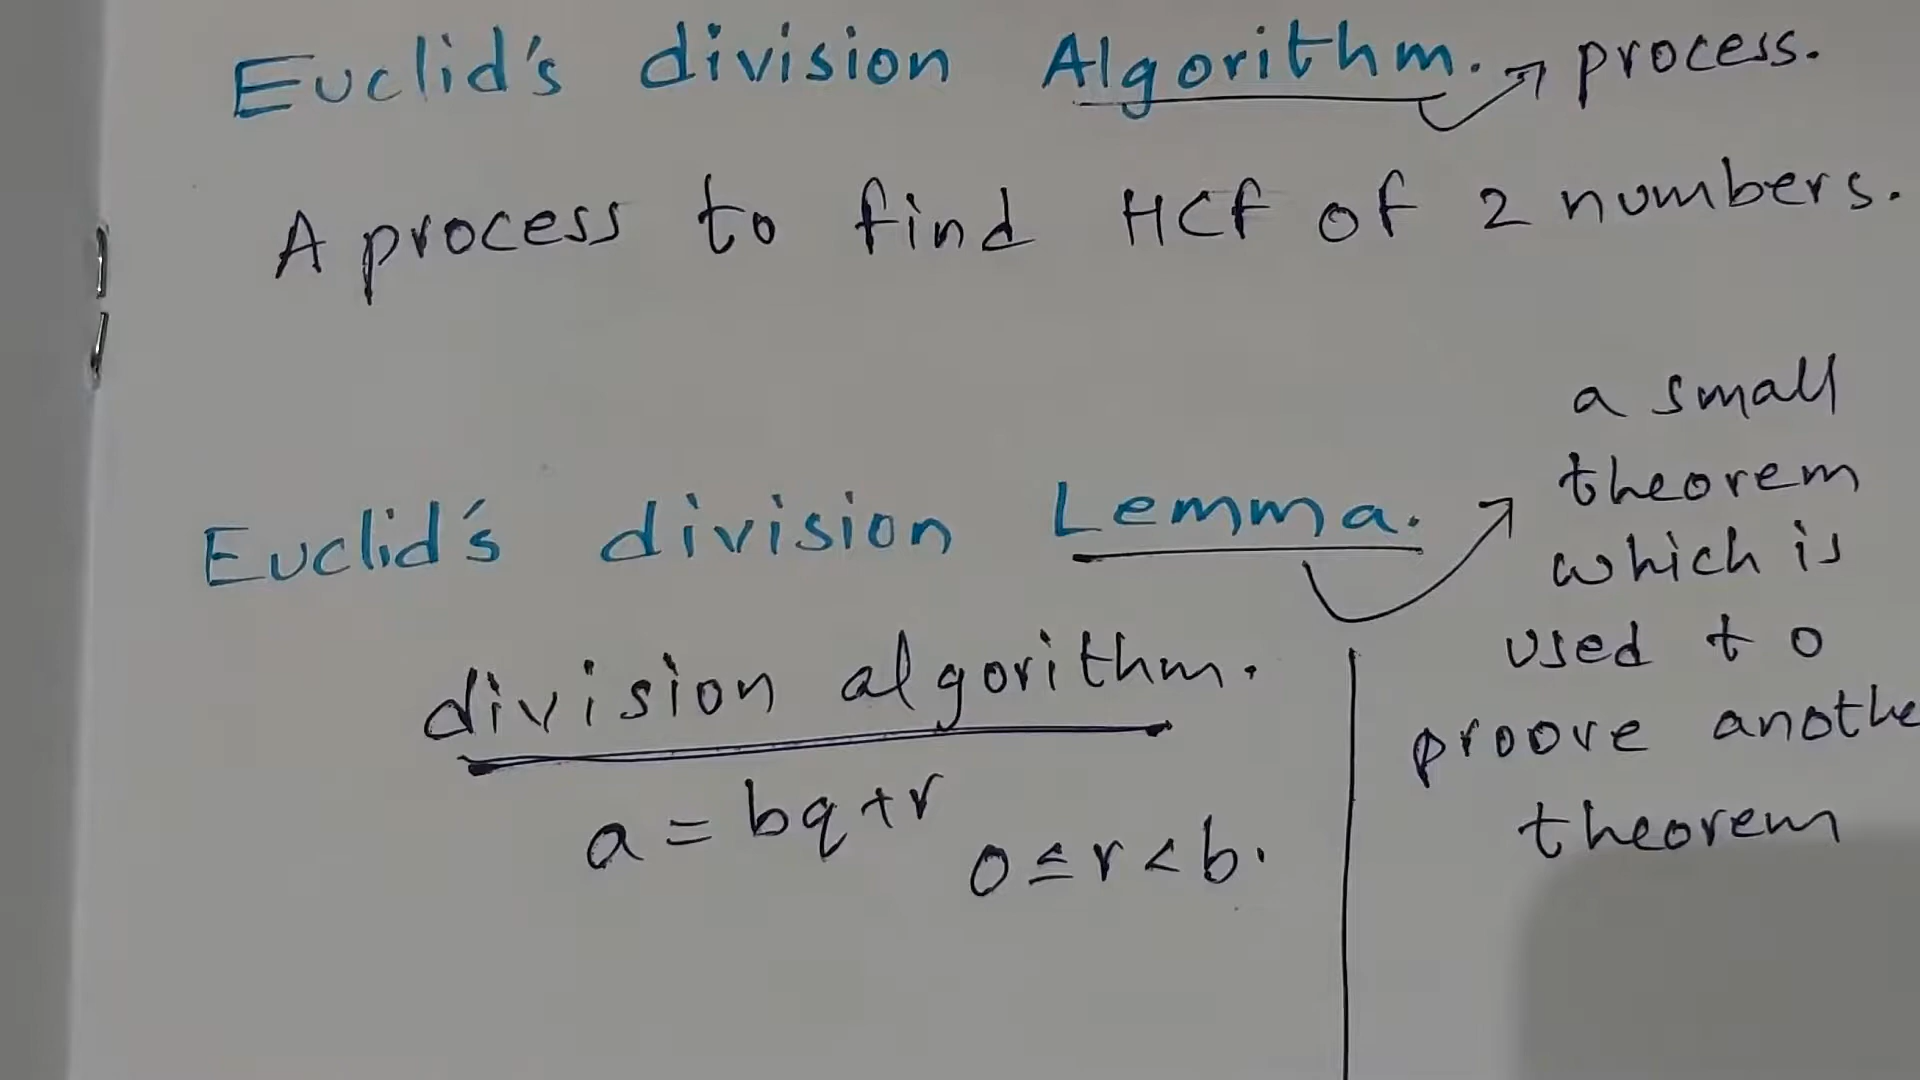 Euclid's division Algorithm. → process.
A process to find HCF of 2 numbers.
Euclid's division Lemma. →
a small
theorem
which is
used to
proove anothe
theorem
division algorithm.
a = bq + r
0 ≤ r < b.